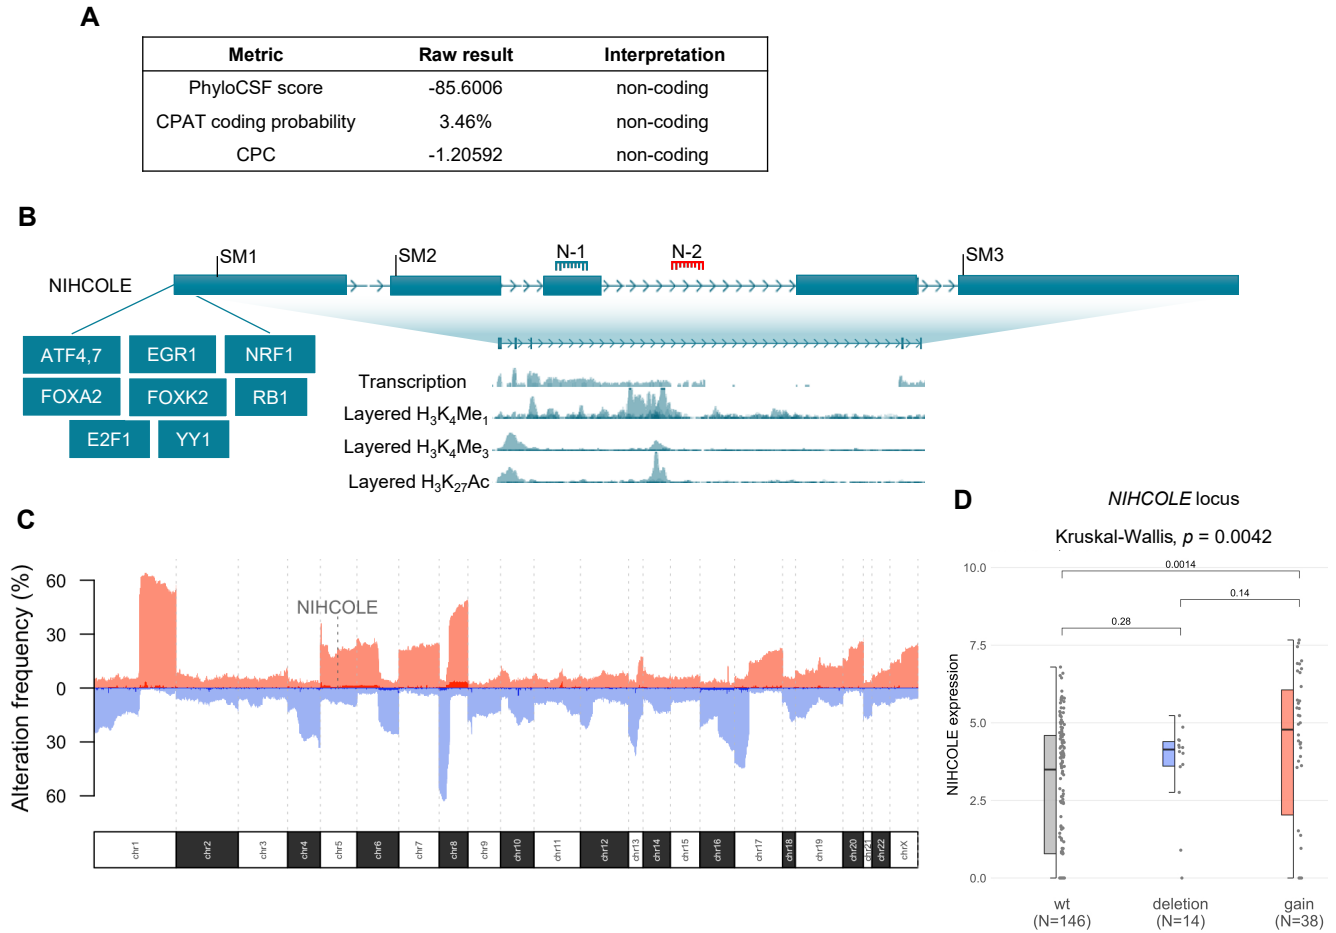 A
Metric Raw result Interpretation
PhyloCSF score -85.6006 non-coding
CPAT coding probability 3.46% non-coding
CPC -1.20592 non-coding
B
SM1 SM2 N-1 N-2 SM3
NIHCOLE
ATF4,7 EGR1 NRF1
FOXA2 FOXK2 RB1
E2F1 YY1
Transcription
Layered H3K4Me1
Layered H3K4Me3
Layered H3K27Ac
C
Alteration frequency (%)
60
30
0
30
60
NIHCOLE
chr1 chr2 chr3 chr4 chr5 chr6 chr7 chr8 chr9 chr10 chr11 chr12 chr13 chr14 chr15 chr16 chr17 chr18 chr19 chr20 chr21 chr22 chrX
D
NIHCOLE locus
Kruskal-Wallis, p = 0.0042
NIHCOLE expression
10.0
7.5
5.0
2.5
0.0
0.0014
0.14
0.28
wt deletion gain
(N=146) (N=14) (N=38)